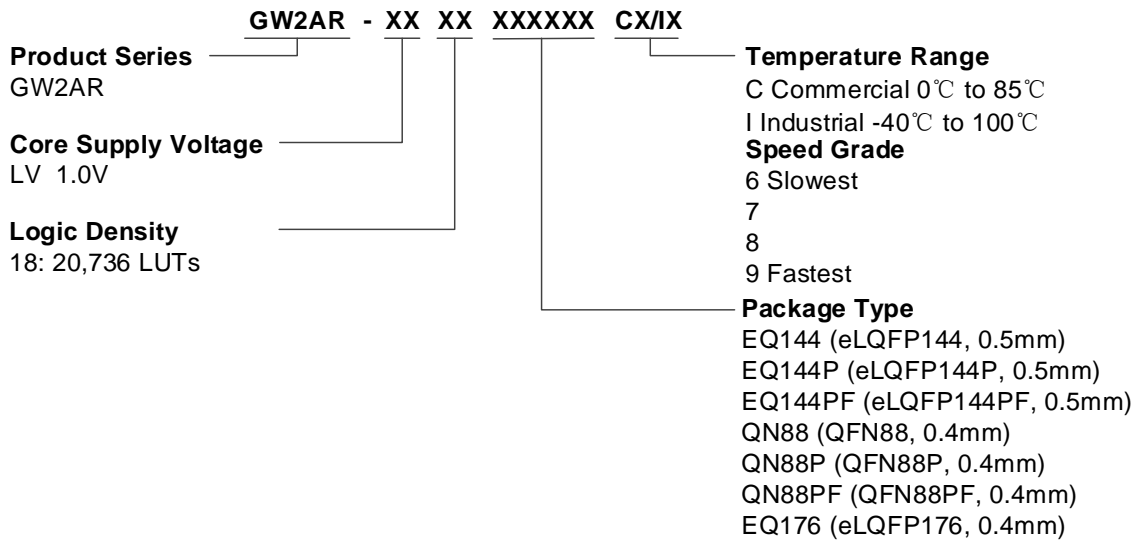 GW2AR - XX XX XXXXXX CX/IX
Product Series
GW2AR
Core Supply Voltage
LV 1.0V
Logic Density
18: 20,736 LUTs
Temperature Range
C Commercial 0℃ to 85℃
I Industrial -40℃ to 100℃
Speed Grade
6 Slowest
7
8
9 Fastest
Package Type
EQ144 (eLQFP144, 0.5mm)
EQ144P (eLQFP144P, 0.5mm)
EQ144PF (eLQFP144PF, 0.5mm)
QN88 (QFN88, 0.4mm)
QN88P (QFN88P, 0.4mm)
QN88PF (QFN88PF, 0.4mm)
EQ176 (eLQFP176, 0.4mm)